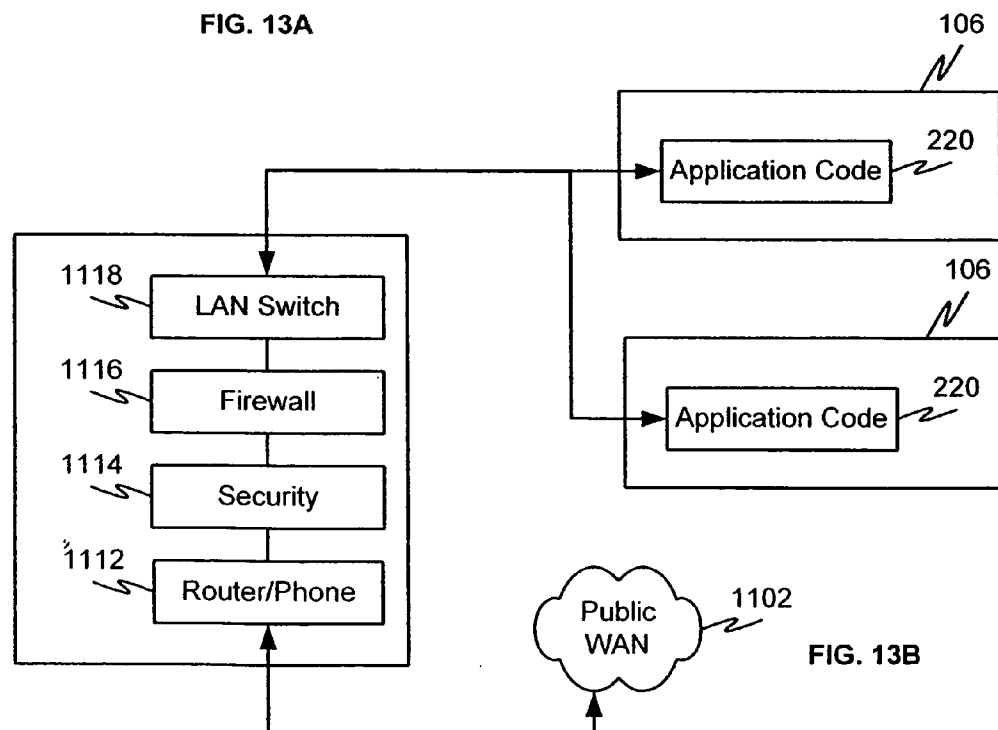 FIG. 13A
106
220
Application Code
1118
LAN Switch
106
1116
Firewall
220
Application Code
1114
Security
1112
Router/Phone
Public
WAN
1102
FIG. 13B